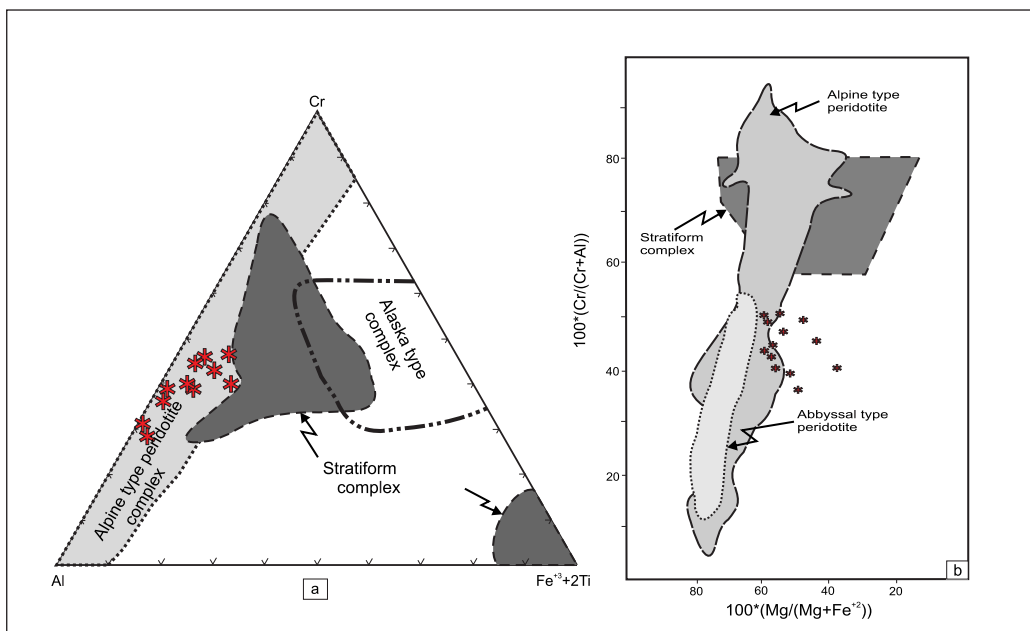 Cr
Alpine type peridotite
complex
Alaska type
complex
Stratiform
complex
Al
Fe⁺³+2Ti
a
100*(Cr/(Cr+Al))
80
60
40
20
Alpine type
peridotite
Stratiform
complex
Abbyssal type
peridotite
80
60
40
20
b
100*(Mg/(Mg+Fe⁺²))